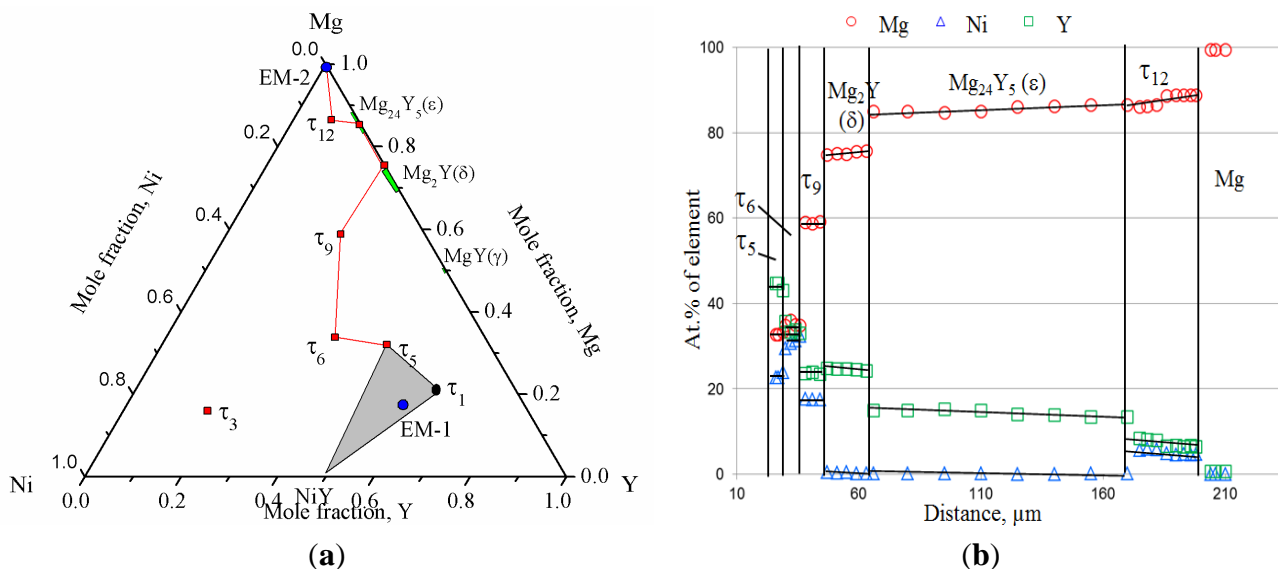 Mg
0.0
1.0
EM-2
Mg24Y5(ε)
τ12
0.2
0.8
Mg2Y(δ)
Mole fraction, Ni
0.4
0.6
Mole fraction, Mg
τ9
MgY(γ)
0.6
0.4
τ6
τ5
0.8
0.2
τ1
τ3
EM-1
1.0
0.0
Ni
Y
0.0
0.2
0.4
NiY
0.6
0.8
1.0
Mole fraction, Y
(a)
Mg
Ni
Y
100
80
60
40
20
0
At.% of element
τ5
τ6
τ9
Mg2Y
(δ)
Mg24Y5 (ε)
τ12
Mg
10
60
110
160
210
Distance, µm
(b)